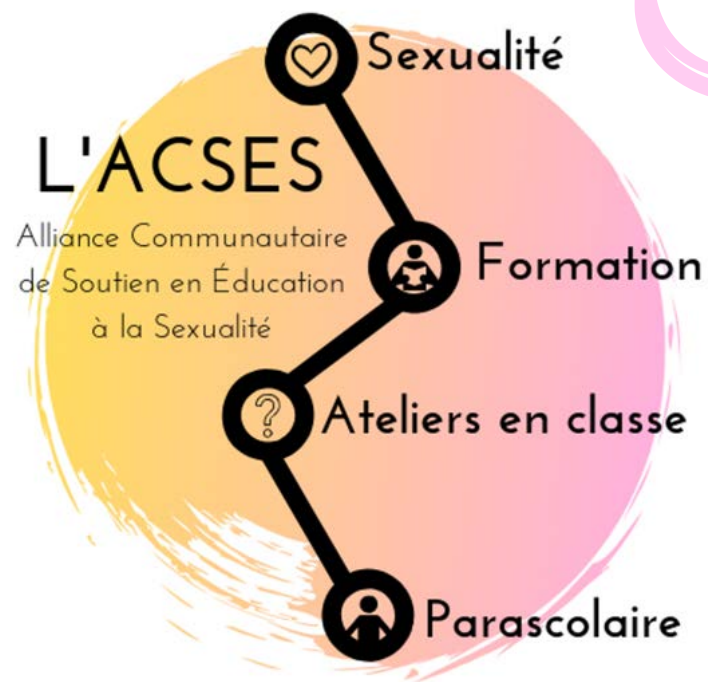 Sexualité
L'ACSES
Alliance Communautaire
de Soutien en Éducation
à la Sexualité
Formation
?
Ateliers en classe
Parascolaire